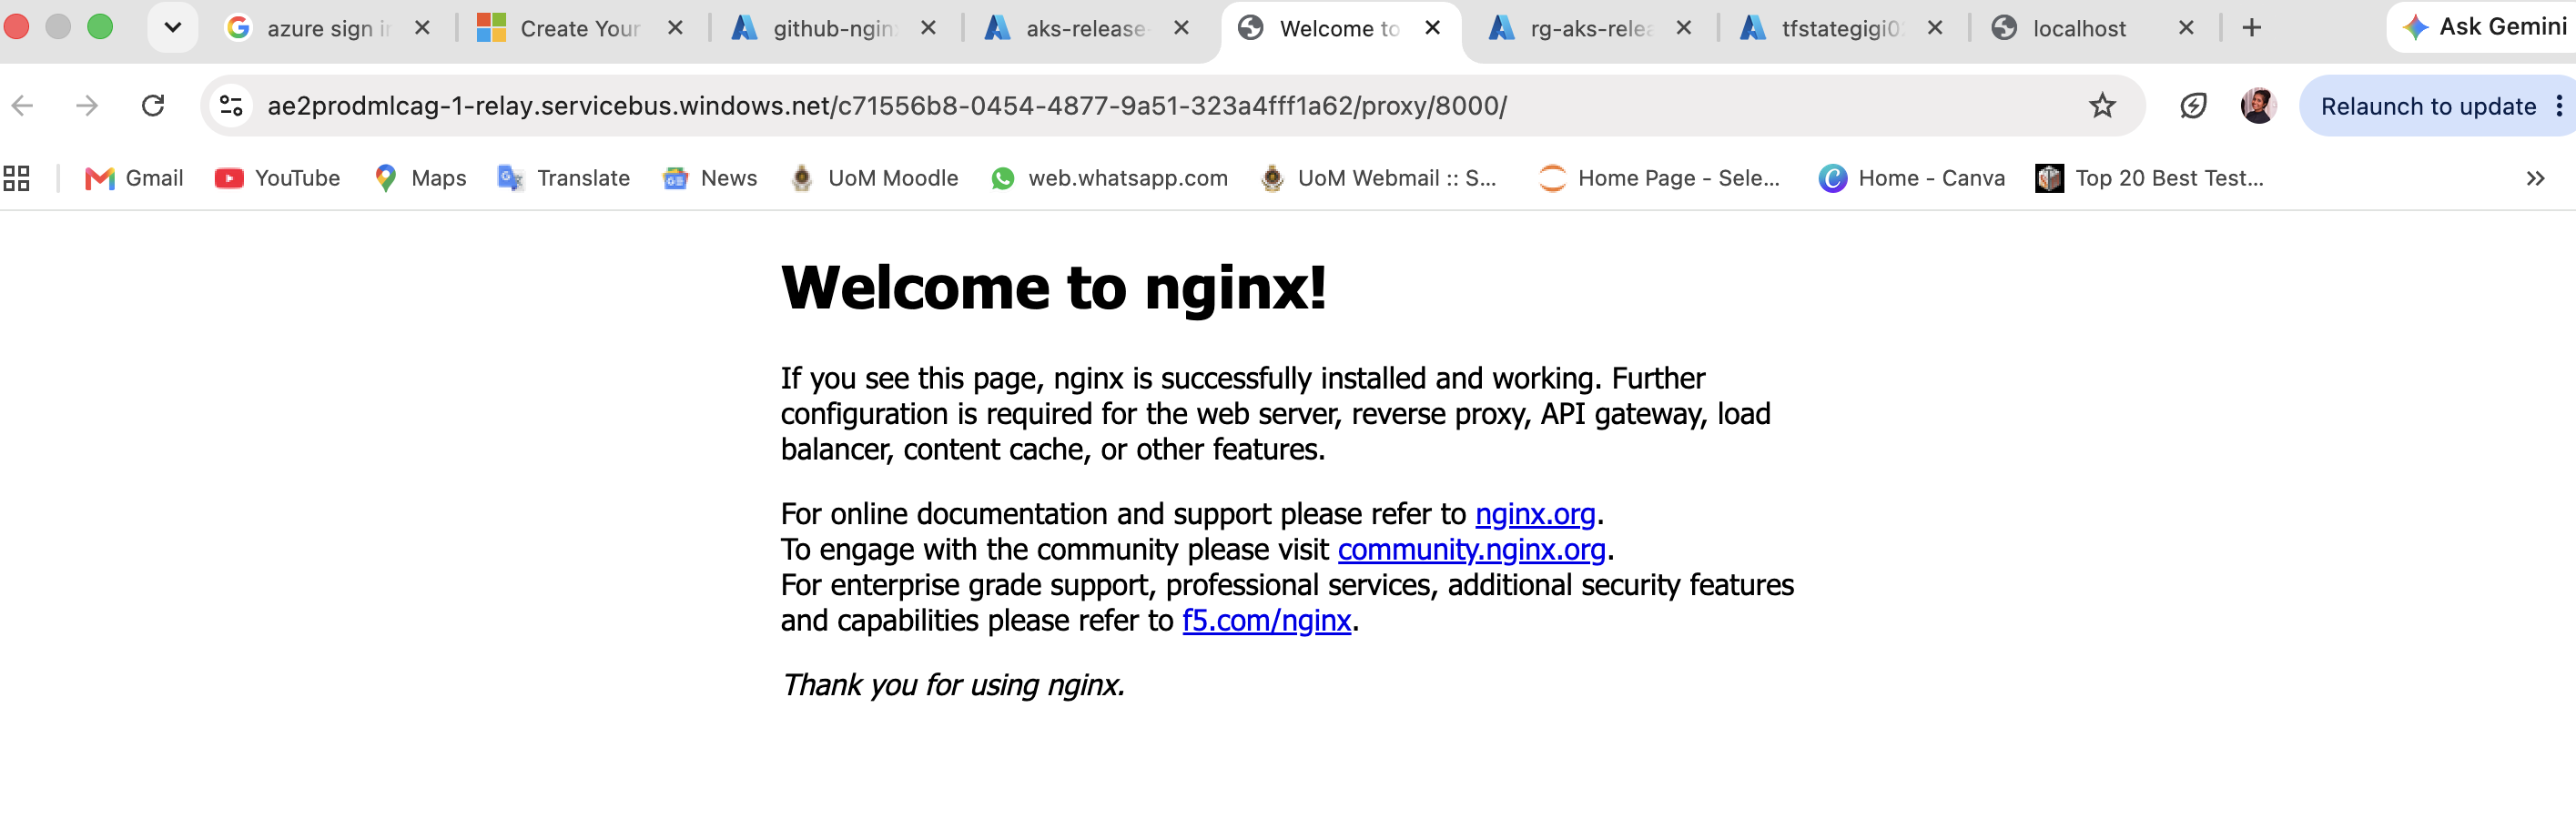 azure sign i
Create Your
github-ngin
aks-release-
Welcome to
rg-aks-relea
tfstategigi0
localhost
Ask Gemini
ae2prodmlcag-1-relay.servicebus.windows.net/c71556b8-0454-4877-9a51-323a4fff1a62/proxy/8000/
Relaunch to update
Gmail
YouTube
Maps
Translate
News
UoM Moodle
web.whatsapp.com
UoM Webmail :: S...
Home Page - Sele...
Home - Canva
Top 20 Best Test...
Welcome to nginx!
If you see this page, nginx is successfully installed and working. Further
configuration is required for the web server, reverse proxy, API gateway, load
balancer, content cache, or other features.
For online documentation and support please refer to nginx.org.
To engage with the community please visit community.nginx.org.
For enterprise grade support, professional services, additional security features
and capabilities please refer to f5.com/nginx.
Thank you for using nginx.